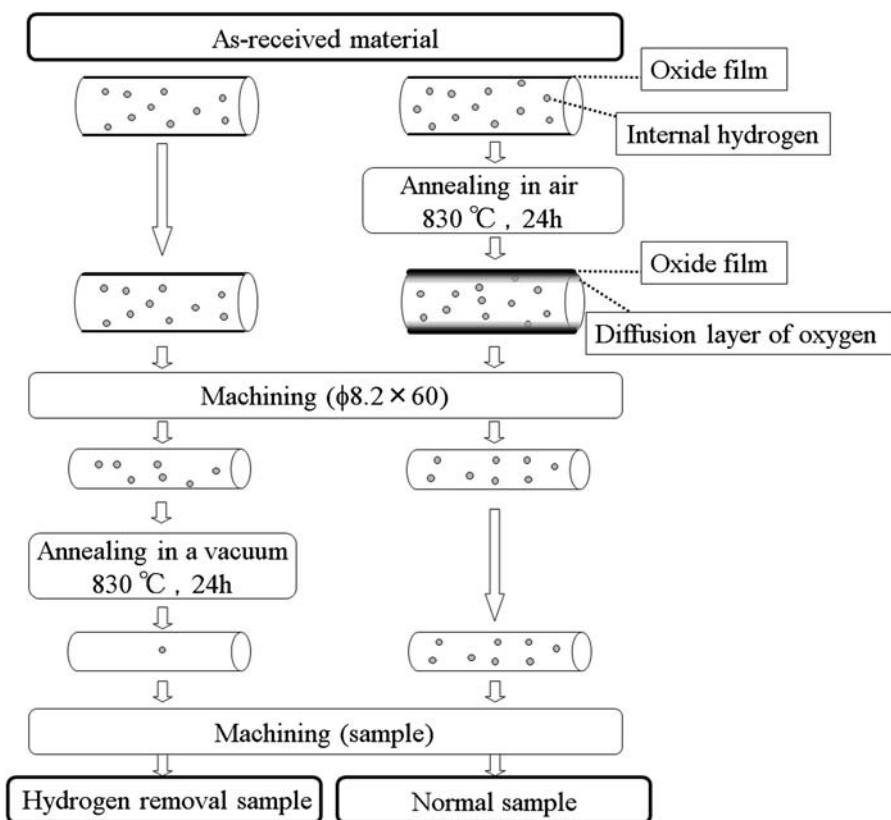 As-received material
Oxide film
Internal hydrogen
Annealing in air
830 ℃ , 24h
Oxide film
Diffusion layer of oxygen
Machining (ϕ8.2 × 60)
Annealing in a vacuum
830 ℃ , 24h
Machining (sample)
Hydrogen removal sample
Normal sample